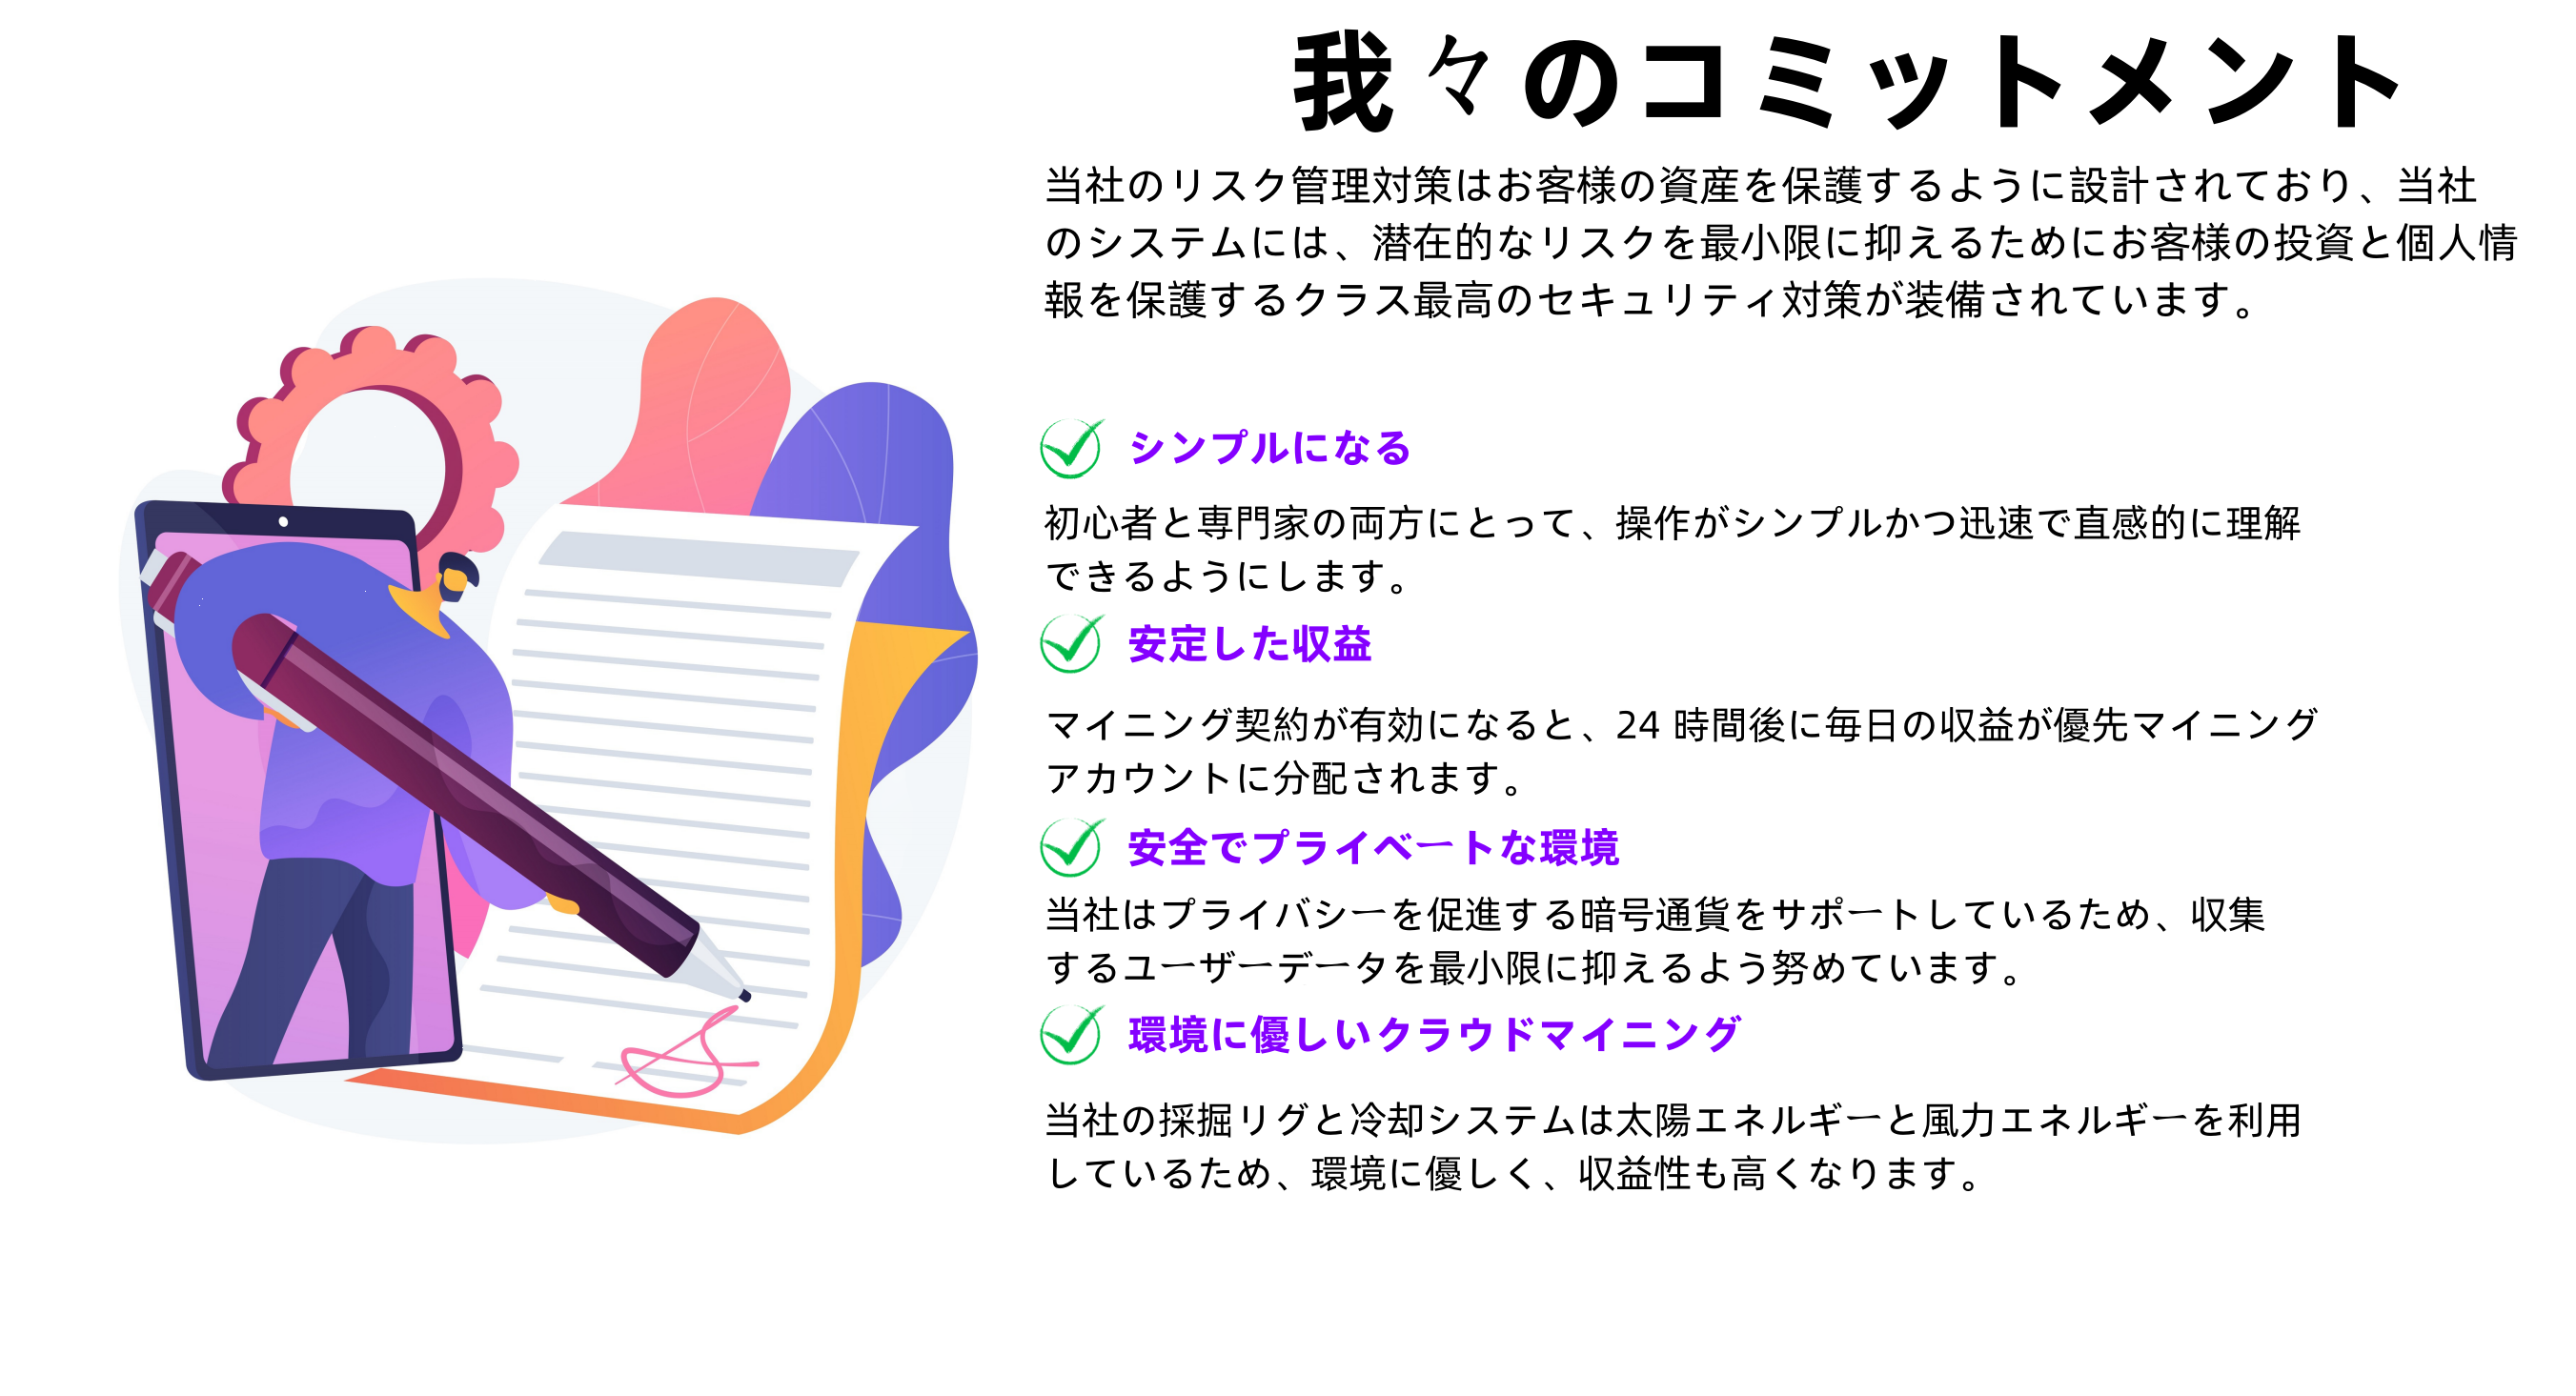 我々のコミットメント
当社のリスク管理対策はお客様の資産を保護するように設計されており、当社
のシステムには、潜在的なリスクを最小限に抑えるためにお客様の投資と個人情
報を保護するクラス最高のセキュリティ対策が装備されています。
シンプルになる
初心者と専門家の両方にとって、操作がシンプルかつ迅速で直感的に理解
できるようにします。
安定した収益
マイニング契約が有効になると、24 時間後に毎日の収益が優先マイニング
アカウントに分配されます。
安全でプライベートな環境
当社はプライバシーを促進する暗号通貨をサポートしているため、収集
するユーザーデータを最小限に抑えるよう努めています。
環境に優しいクラウドマイニング
当社の採掘リグと冷却システムは太陽エネルギーと風力エネルギーを利用
しているため、環境に優しく、収益性も高くなります。